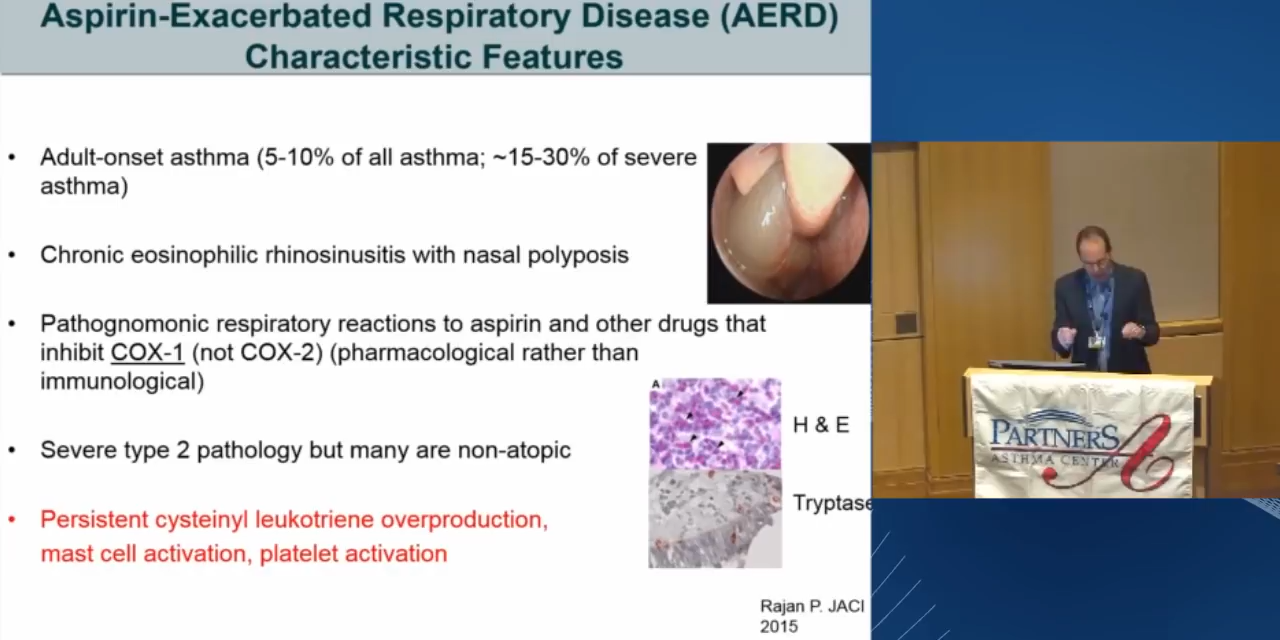 Aspirin-Exacerbated Respiratory Disease (AERD)
Characteristic Features
• Adult-onset asthma (5-10% of all asthma; ~15-30% of severe
asthma)
• Chronic eosinophilic rhinosinusitis with nasal polyposis
• Pathognomonic respiratory reactions to aspirin and other drugs that
inhibit COX-1 (not COX-2) (pharmacological rather than
immunological)
• Severe type 2 pathology but many are non-atopic
• Persistent cysteinyl leukotriene overproduction,
mast cell activation, platelet activation
A
H & E
Tryptase
Rajan P. JACI
2015
PARTNERS
ASTHMA CENTER
A